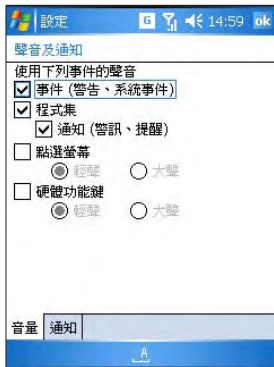 設定 G 14:59 ok
聲音及通知
使用下列事件的聲音
事件 (警告、系統事件)
程式集
通知 (警訊、提醒)
點選螢幕
輕聲 大聲
硬體功能鍵
輕聲 大聲
音量 通知
A